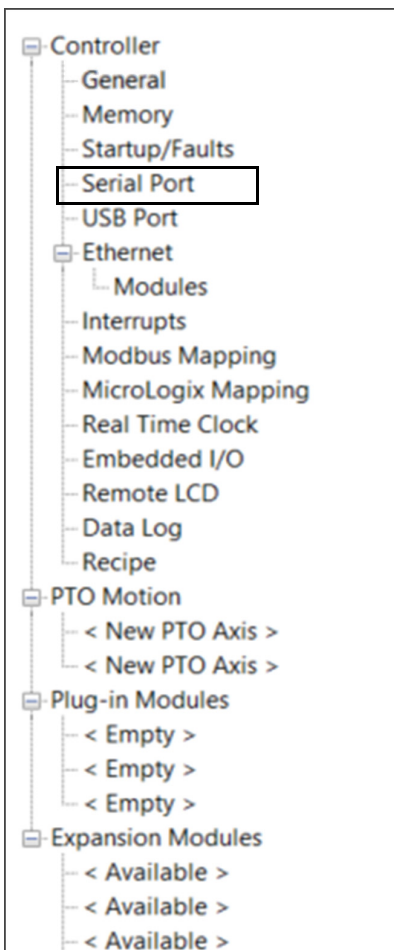 Controller
General
Memory
Startup/Faults
Serial Port
USB Port
Ethernet
Modules
Interrupts
Modbus Mapping
MicroLogix Mapping
Real Time Clock
Embedded I/O
Remote LCD
Data Log
Recipe
PTO Motion
< New PTO Axis >
< New PTO Axis >
Plug-in Modules
< Empty >
< Empty >
< Empty >
Expansion Modules
< Available >
< Available >
< Available >